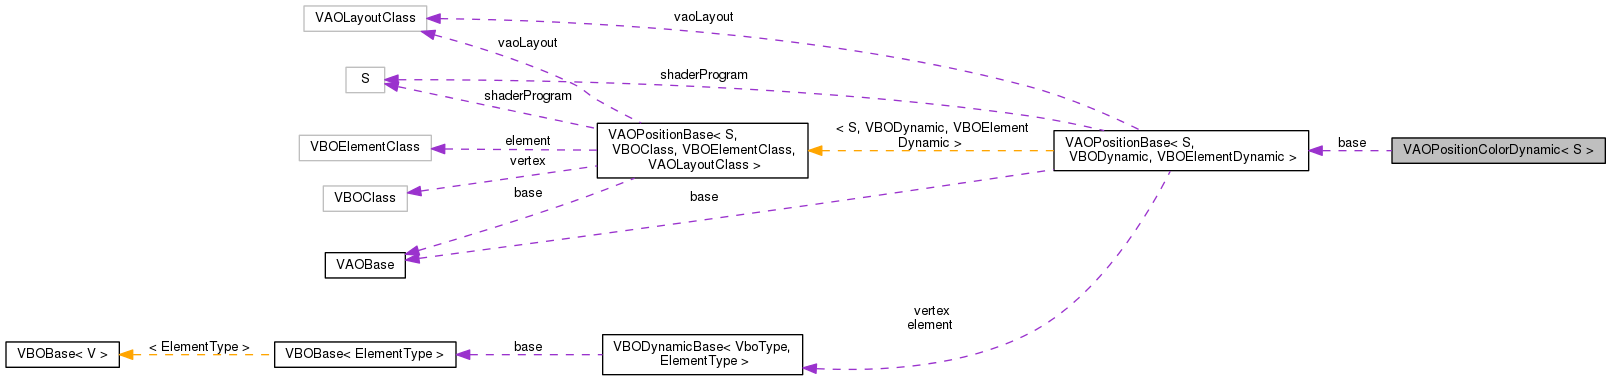 VAOLayoutClass
vaoLayout
vaoLayout
S
shaderProgram
shaderProgram
VAOPositionBase< S,
VBOClass, VBOElementClass,
VAOLayoutClass >
< S, VBODynamic, VBOElement
Dynamic >
VAOPositionBase< S,
VBODynamic, VBOElementDynamic >
base
VAOPositionColorDynamic< S >
VBOElementClass
element
vertex
VBOClass
base
base
VAOBase
vertex
element
VBOBase< V >
< ElementType >
VBOBase< ElementType >
base
VBODynamicBase< VboType,
ElementType >